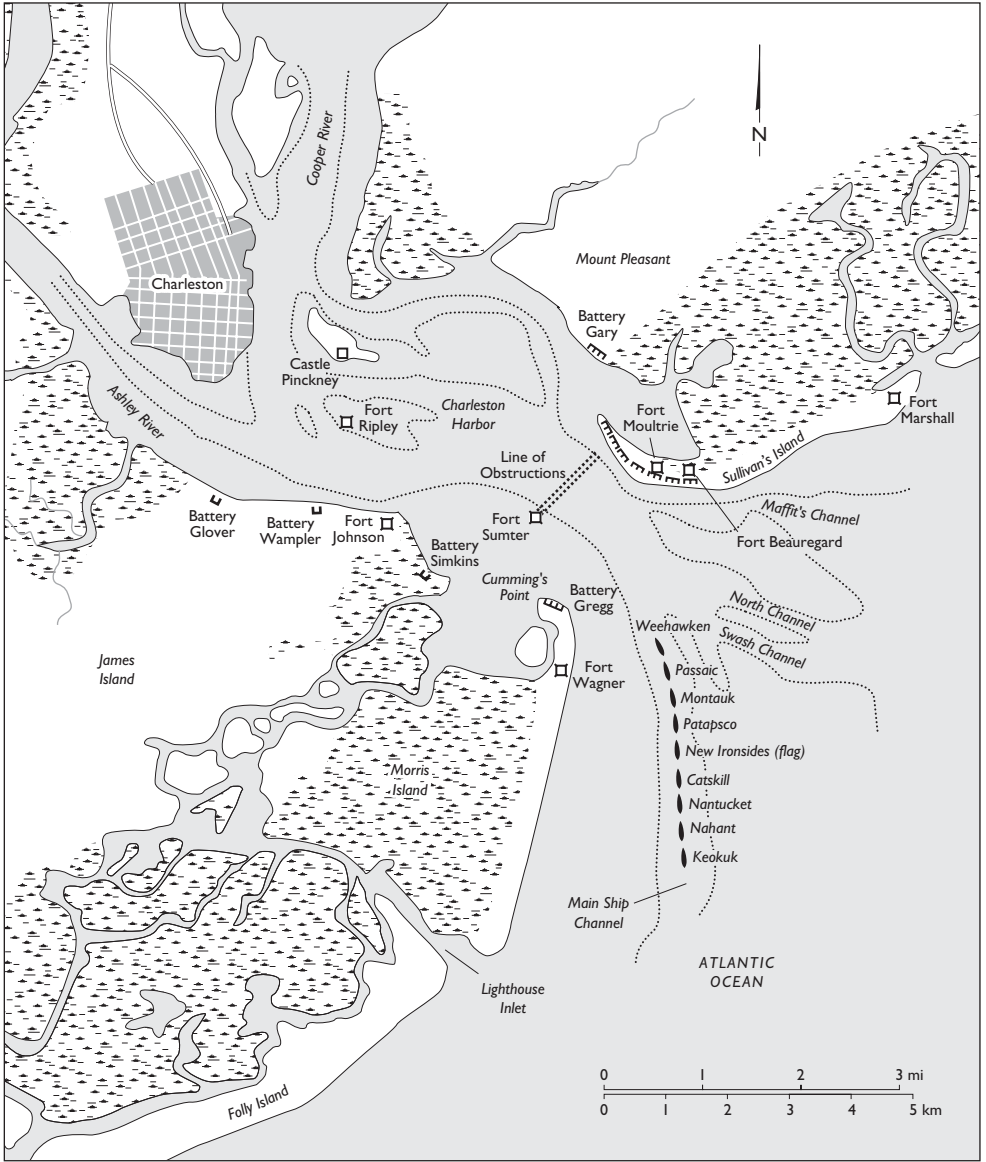 Cooper River
N
Mount Pleasant
Charleston
Battery
Gary
Castle
Pinckney
Ashley River
Fort
Ripley
Charleston
Harbor
Fort
Moultrie
Fort
Marshall
Sullivan's Island
Line of
Obstructions
Maffit's Channel
Battery
Glover
Battery
Wampler
Fort
Johnson
Fort
Sumter
Fort Beauregard
Battery
Simkins
Cumming's
Point
Battery
Gregg
North Channel
Weehawken
Swash Channel
James
Island
Fort
Wagner
Passaic
Montauk
Patapsco
New Ironsides (flag)
Morris
Island
Catskill
Nantucket
Nahant
Keokuk
Main Ship
Channel
ATLANTIC
OCEAN
Lighthouse
Inlet
Folly Island
0 1 2 3 mi
0 1 2 3 4 5 km